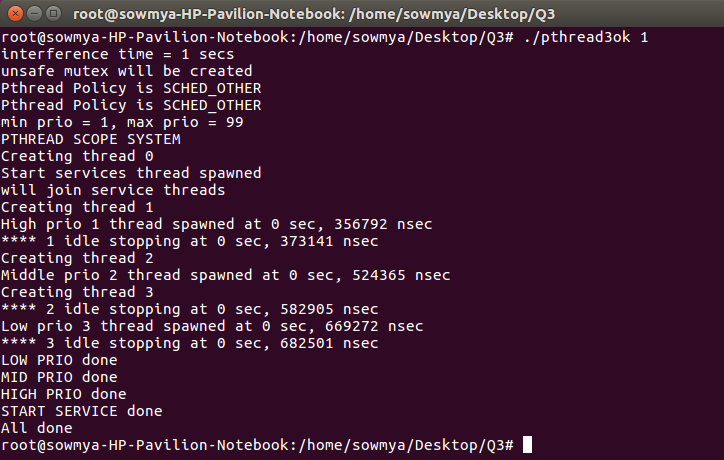 root@sowmya-HP-Pavilion-Notebook: /home/sowmya/Desktop/Q3
root@sowmya-HP-Pavilion-Notebook:/home/sowmya/Desktop/Q3# ./pthread3ok 1
interference time = 1 secs
unsafe mutex will be created
Pthread Policy is SCHED_OTHER
Pthread Policy is SCHED_OTHER
min prio = 1, max prio = 99
PTHREAD SCOPE SYSTEM
Creating thread 0
Start services thread spawned
will join service threads
Creating thread 1
High prio 1 thread spawned at 0 sec, 356792 nsec
**** 1 idle stopping at 0 sec, 373141 nsec
Creating thread 2
Middle prio 2 thread spawned at 0 sec, 524365 nsec
Creating thread 3
**** 2 idle stopping at 0 sec, 582905 nsec
Low prio 3 thread spawned at 0 sec, 669272 nsec
**** 3 idle stopping at 0 sec, 682501 nsec
LOW PRIO done
MID PRIO done
HIGH PRIO done
START SERVICE done
All done
root@sowmya-HP-Pavilion-Notebook:/home/sowmya/Desktop/Q3#